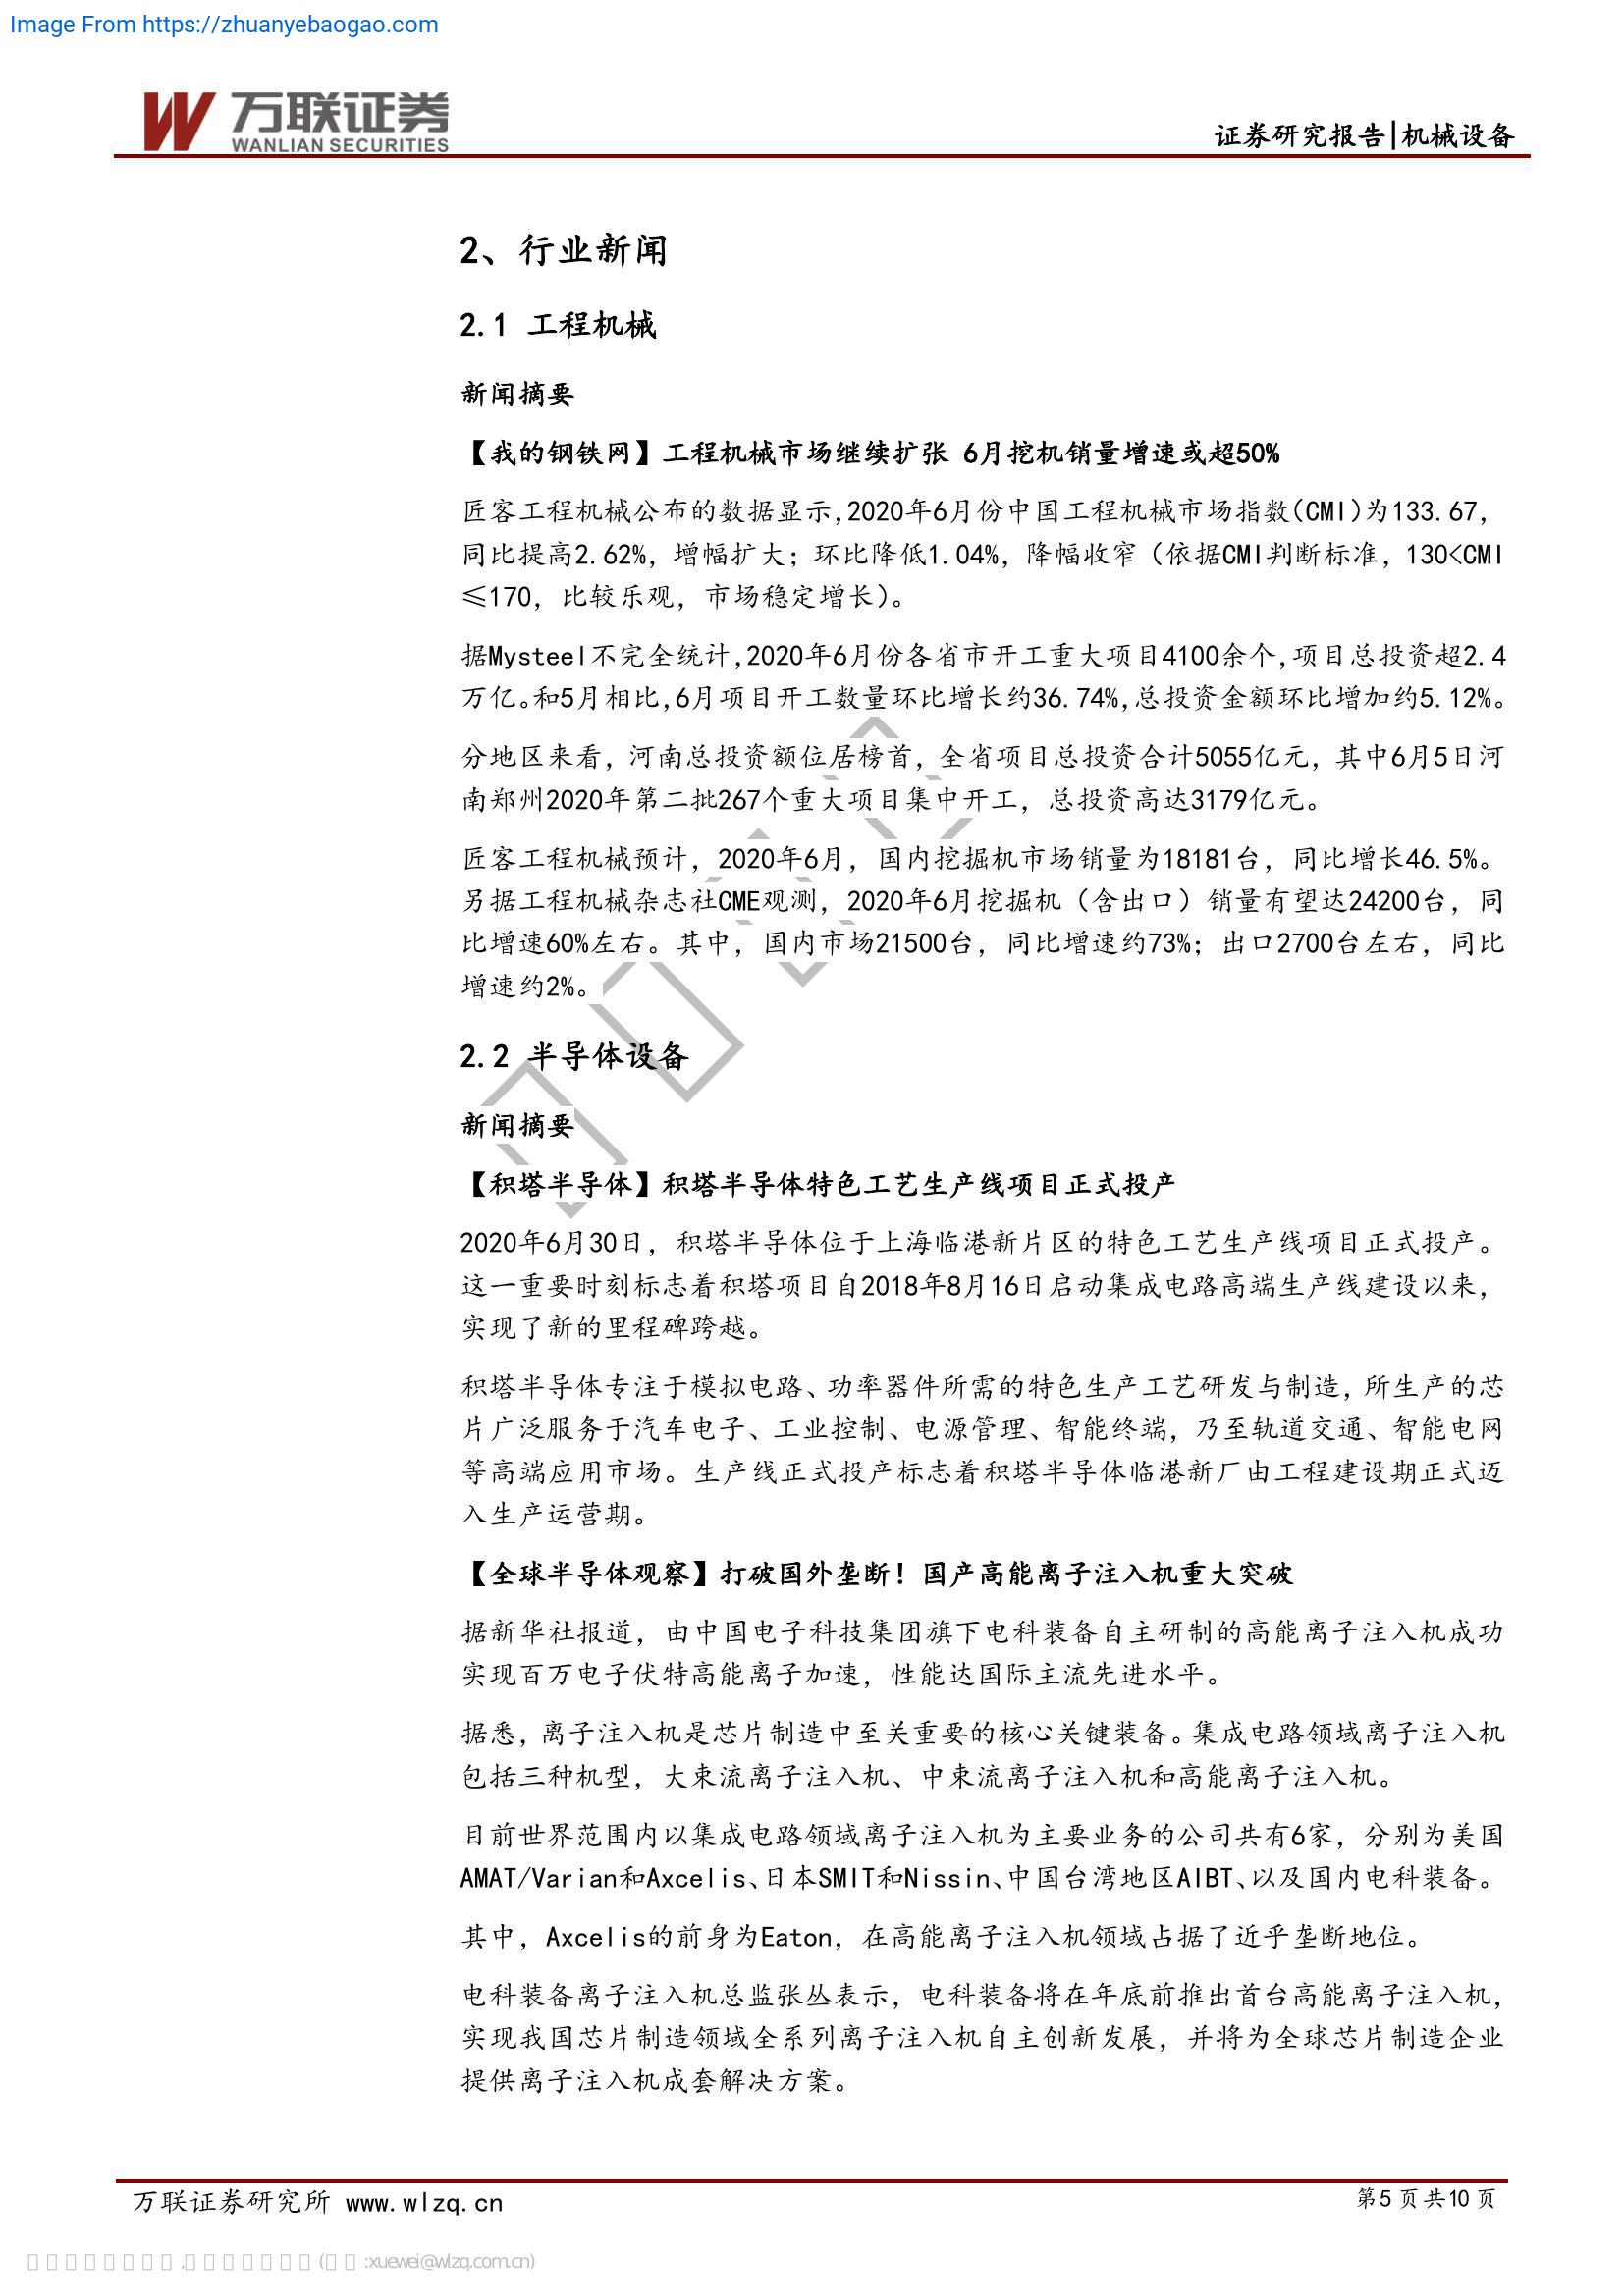 Image From https://zhuanyebaogao.com
万联证券
WANLIAN SECURITIES
证券研究报告|机械设备
2、行业新闻
2.1 工程机械
新闻摘要
【我的钢铁网】工程机械市场继续扩张 6月挖机销量增速或超50%
匠客工程机械公布的数据显示,2020年6月份中国工程机械市场指数(CMI)为133.67,
同比提高2.62%，增幅扩大；环比降低1.04%，降幅收窄（依据CMI判断标准，130<CMI
≤170，比较乐观，市场稳定增长）。
据Mysteel不完全统计,2020年6月份各省市开工重大项目4100余个,项目总投资超2.4
万亿。和5月相比,6月项目开工数量环比增长约36.74%,总投资金额环比增加约5.12%。
分地区来看，河南总投资额位居榜首，全省项目总投资合计5055亿元，其中6月5日河
南郑州2020年第二批267个重大项目集中开工，总投资高达3179亿元。
匠客工程机械预计，2020年6月，国内挖掘机市场销量为18181台，同比增长46.5%。
另据工程机械杂志社CME观测，2020年6月挖掘机（含出口）销量有望达24200台，同
比增速60%左右。其中，国内市场21500台，同比增速约73%；出口2700台左右，同比
增速约2%。
2.2 半导体设备
新闻摘要
【积塔半导体】积塔半导体特色工艺生产线项目正式投产
2020年6月30日，积塔半导体位于上海临港新片区的特色工艺生产线项目正式投产。
这一重要时刻标志着积塔项目自2018年8月16日启动集成电路高端生产线建设以来，
实现了新的里程碑跨越。
积塔半导体专注于模拟电路、功率器件所需的特色生产工艺研发与制造，所生产的芯
片广泛服务于汽车电子、工业控制、电源管理、智能终端，乃至轨道交通、智能电网
等高端应用市场。生产线正式投产标志着积塔半导体临港新厂由工程建设期正式迈
入生产运营期。
【全球半导体观察】打破国外垄断！国产高能离子注入机重大突破
据新华社报道，由中国电子科技集团旗下电科装备自主研制的高能离子注入机成功
实现百万电子伏特高能离子加速，性能达国际主流先进水平。
据悉，离子注入机是芯片制造中至关重要的核心关键装备。集成电路领域离子注入机
包括三种机型，大束流离子注入机、中束流离子注入机和高能离子注入机。
目前世界范围内以集成电路领域离子注入机为主要业务的公司共有6家，分别为美国
AMAT/Varian和Axcelis、日本SMIT和Nissin、中国台湾地区AIBT、以及国内电科装备。
其中，Axcelis的前身为Eaton，在高能离子注入机领域占据了近乎垄断地位。
电科装备离子注入机总监张丛表示，电科装备将在年底前推出首台高能离子注入机，
实现我国芯片制造领域全系列离子注入机自主创新发展，并将为全球芯片制造企业
提供离子注入机成套解决方案。
万联证券研究所 www.wlzq.cn
第5页共10页
:xuewei@wlzq.com.cn)